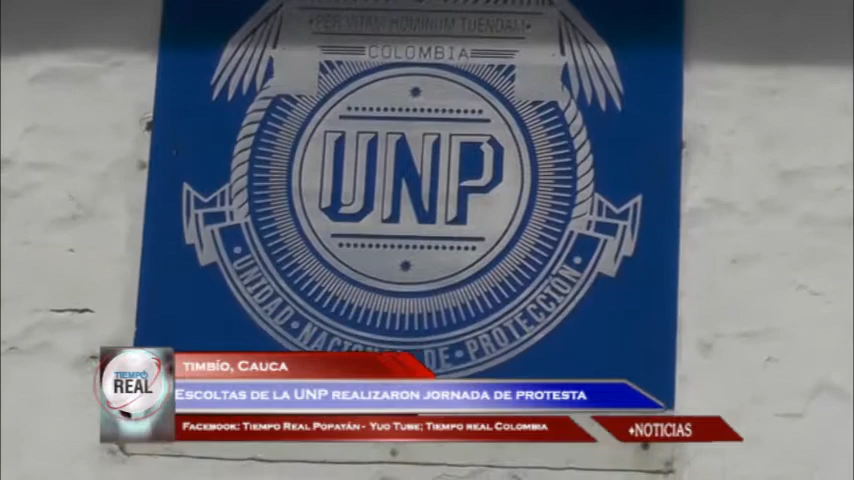 • PER VITAM HOMINUM TUENDAM •
COLOMBIA
UNP
UNIDAD • NACIONAL DE • PROTECCIÓN
TIEMPO
REAL
TIMBÍO, CAUCA
ESCOLTAS DE LA UNP REALIZARON JORNADA DE PROTESTA
FACEBOOK: TIEMPO REAL POPAYÁN - YUO TUBE; TIEMPO REAL COLOMBIA
+NOTICIAS